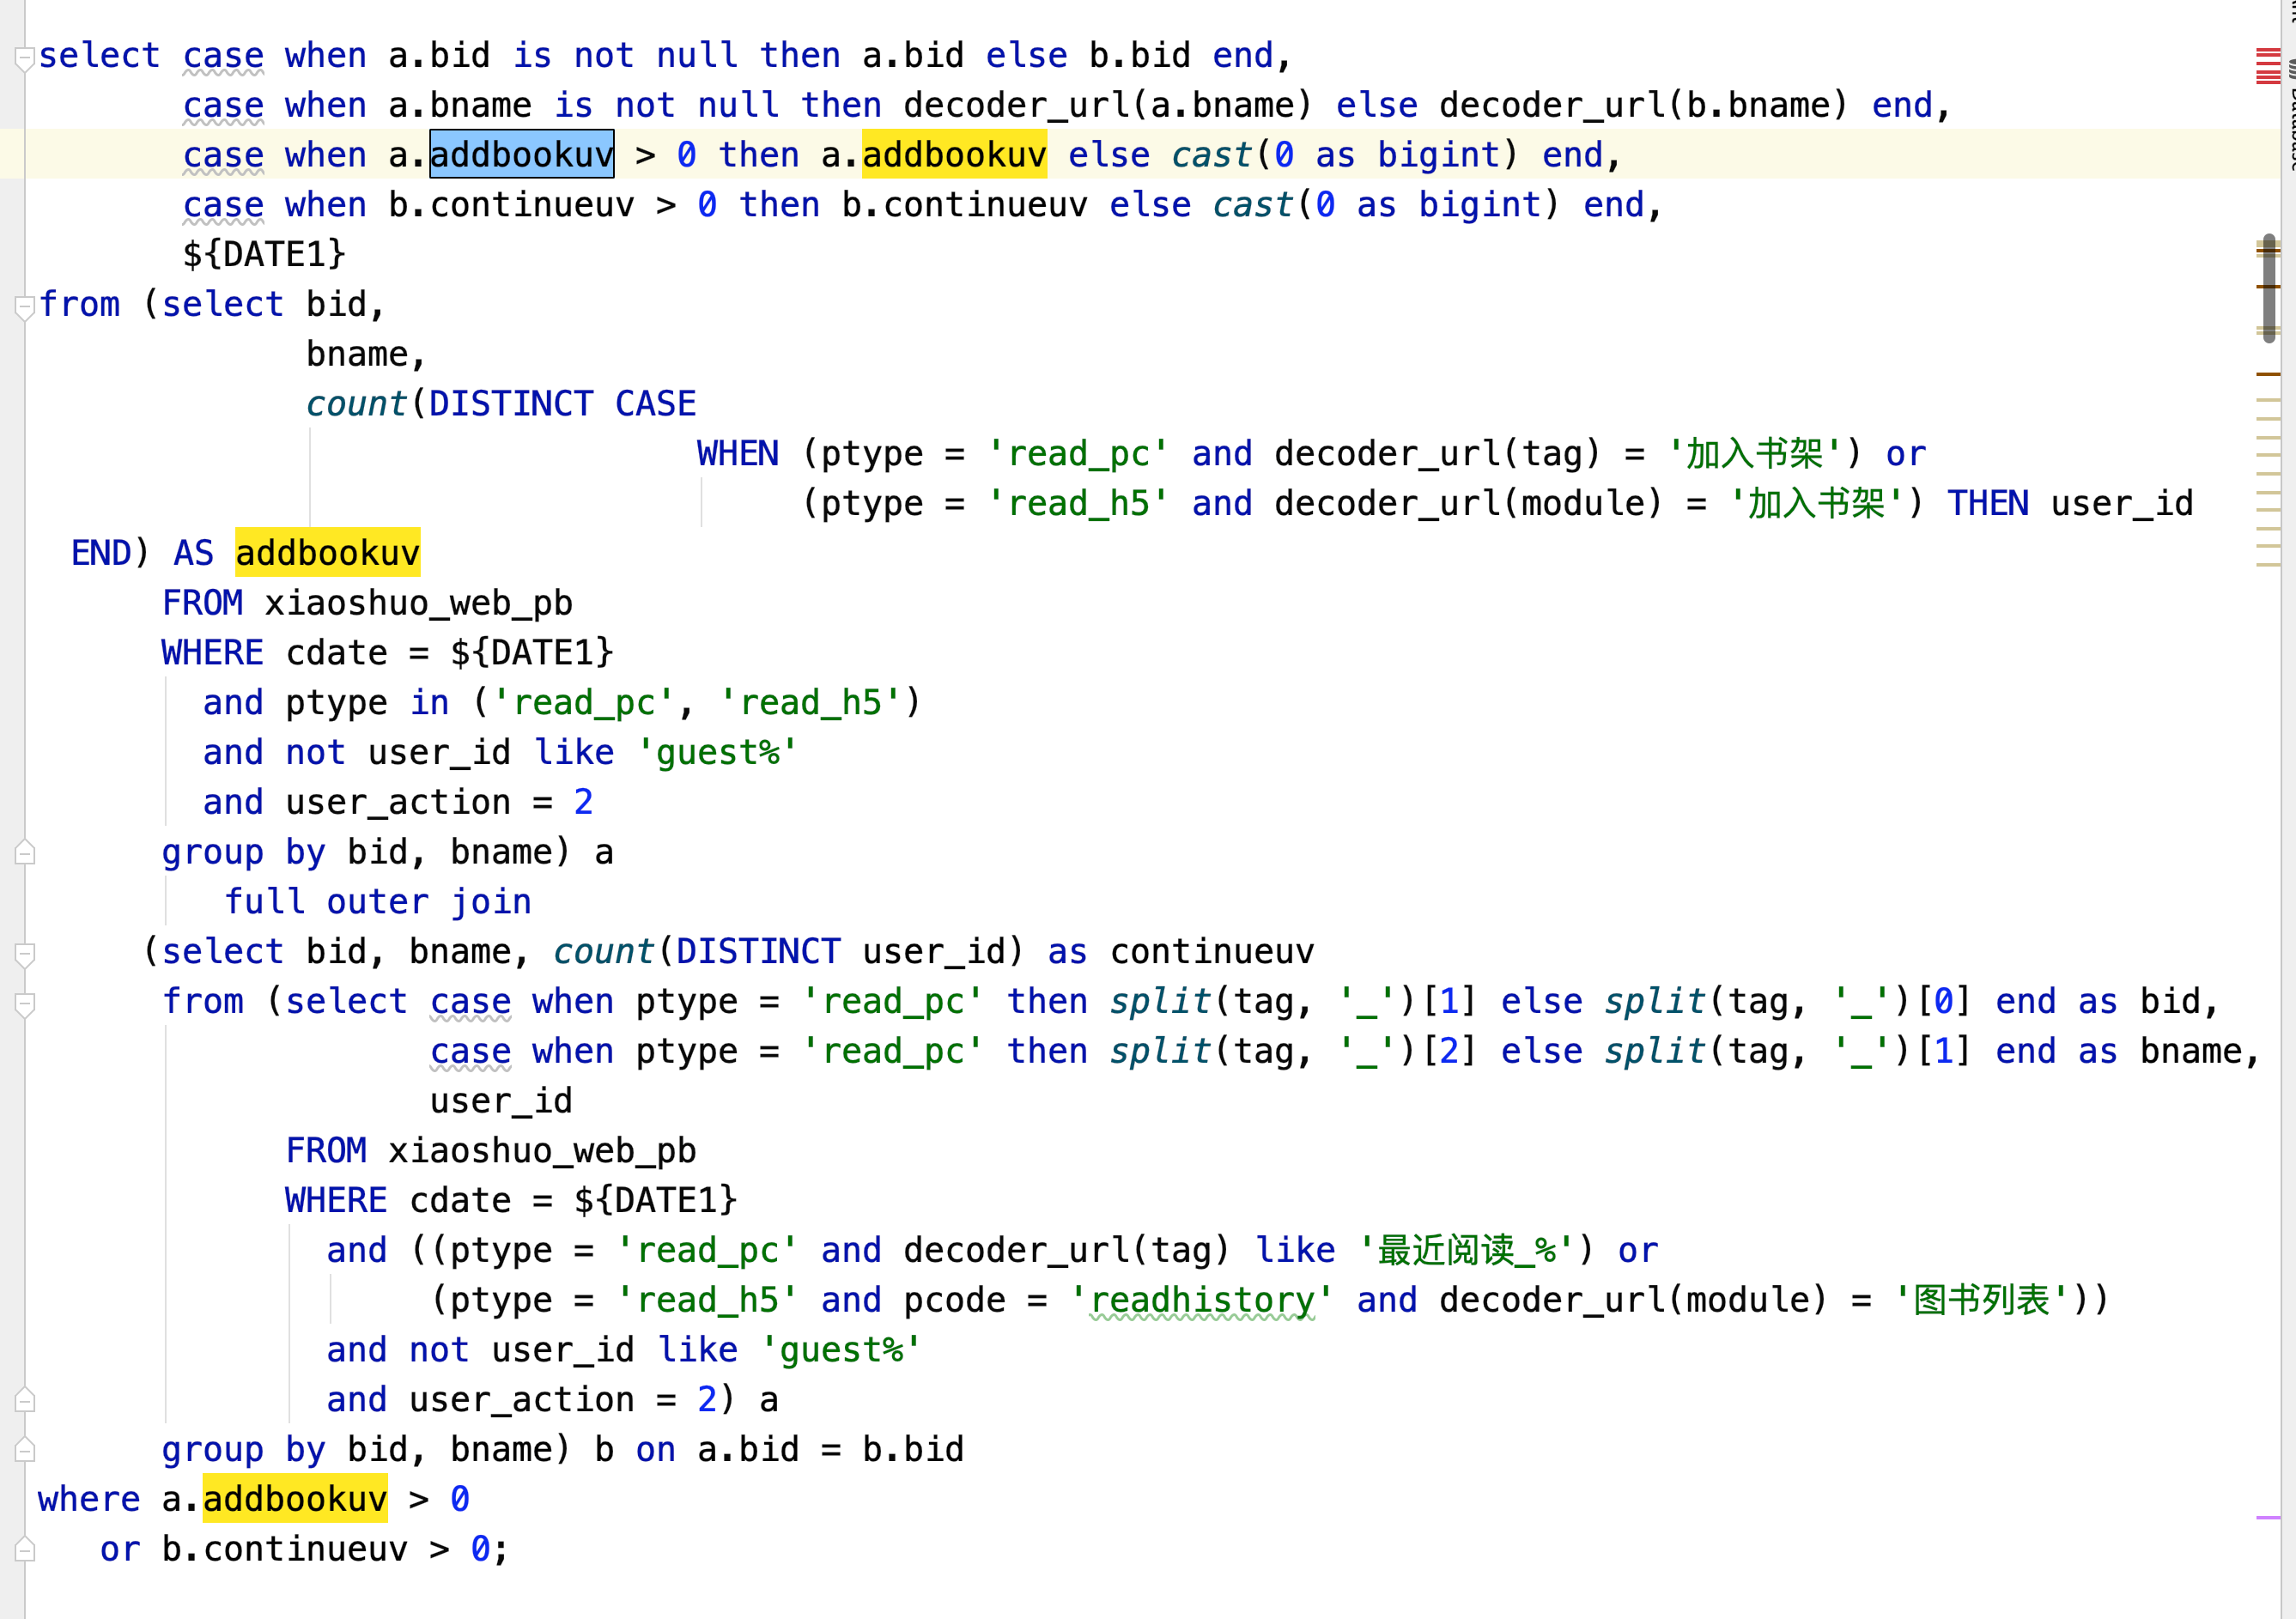 select case when a.bid is not null then a.bid else b.bid end,
case when a.bname is not null then decoder_url(a.bname) else decoder_url(b.bname) end,
case when a.addbookuv > 0 then a.addbookuv else cast(0 as bigint) end,
case when b.continueuv > 0 then b.continueuv else cast(0 as bigint) end,
${DATE1}
from (select bid,
bname,
count(DISTINCT CASE
WHEN (ptype = 'read_pc' and decoder_url(tag) = '加入书架') or
(ptype = 'read_h5' and decoder_url(module) = '加入书架') THEN user_id
END) AS addbookuv
FROM xiaoshuo_web_pb
WHERE cdate = ${DATE1}
and ptype in ('read_pc', 'read_h5')
and not user_id like 'guest%'
and user_action = 2
group by bid, bname) a
full outer join
(select bid, bname, count(DISTINCT user_id) as continueuv
from (select case when ptype = 'read_pc' then split(tag, '_')[1] else split(tag, '_')[0] end as bid,
case when ptype = 'read_pc' then split(tag, '_')[2] else split(tag, '_')[1] end as bname,
user_id
FROM xiaoshuo_web_pb
WHERE cdate = ${DATE1}
and ((ptype = 'read_pc' and decoder_url(tag) like '最近阅读_%') or
(ptype = 'read_h5' and pcode = 'readhistory' and decoder_url(module) = '图书列表'))
and not user_id like 'guest%'
and user_action = 2) a
group by bid, bname) b on a.bid = b.bid
where a.addbookuv > 0
or b.continueuv > 0;